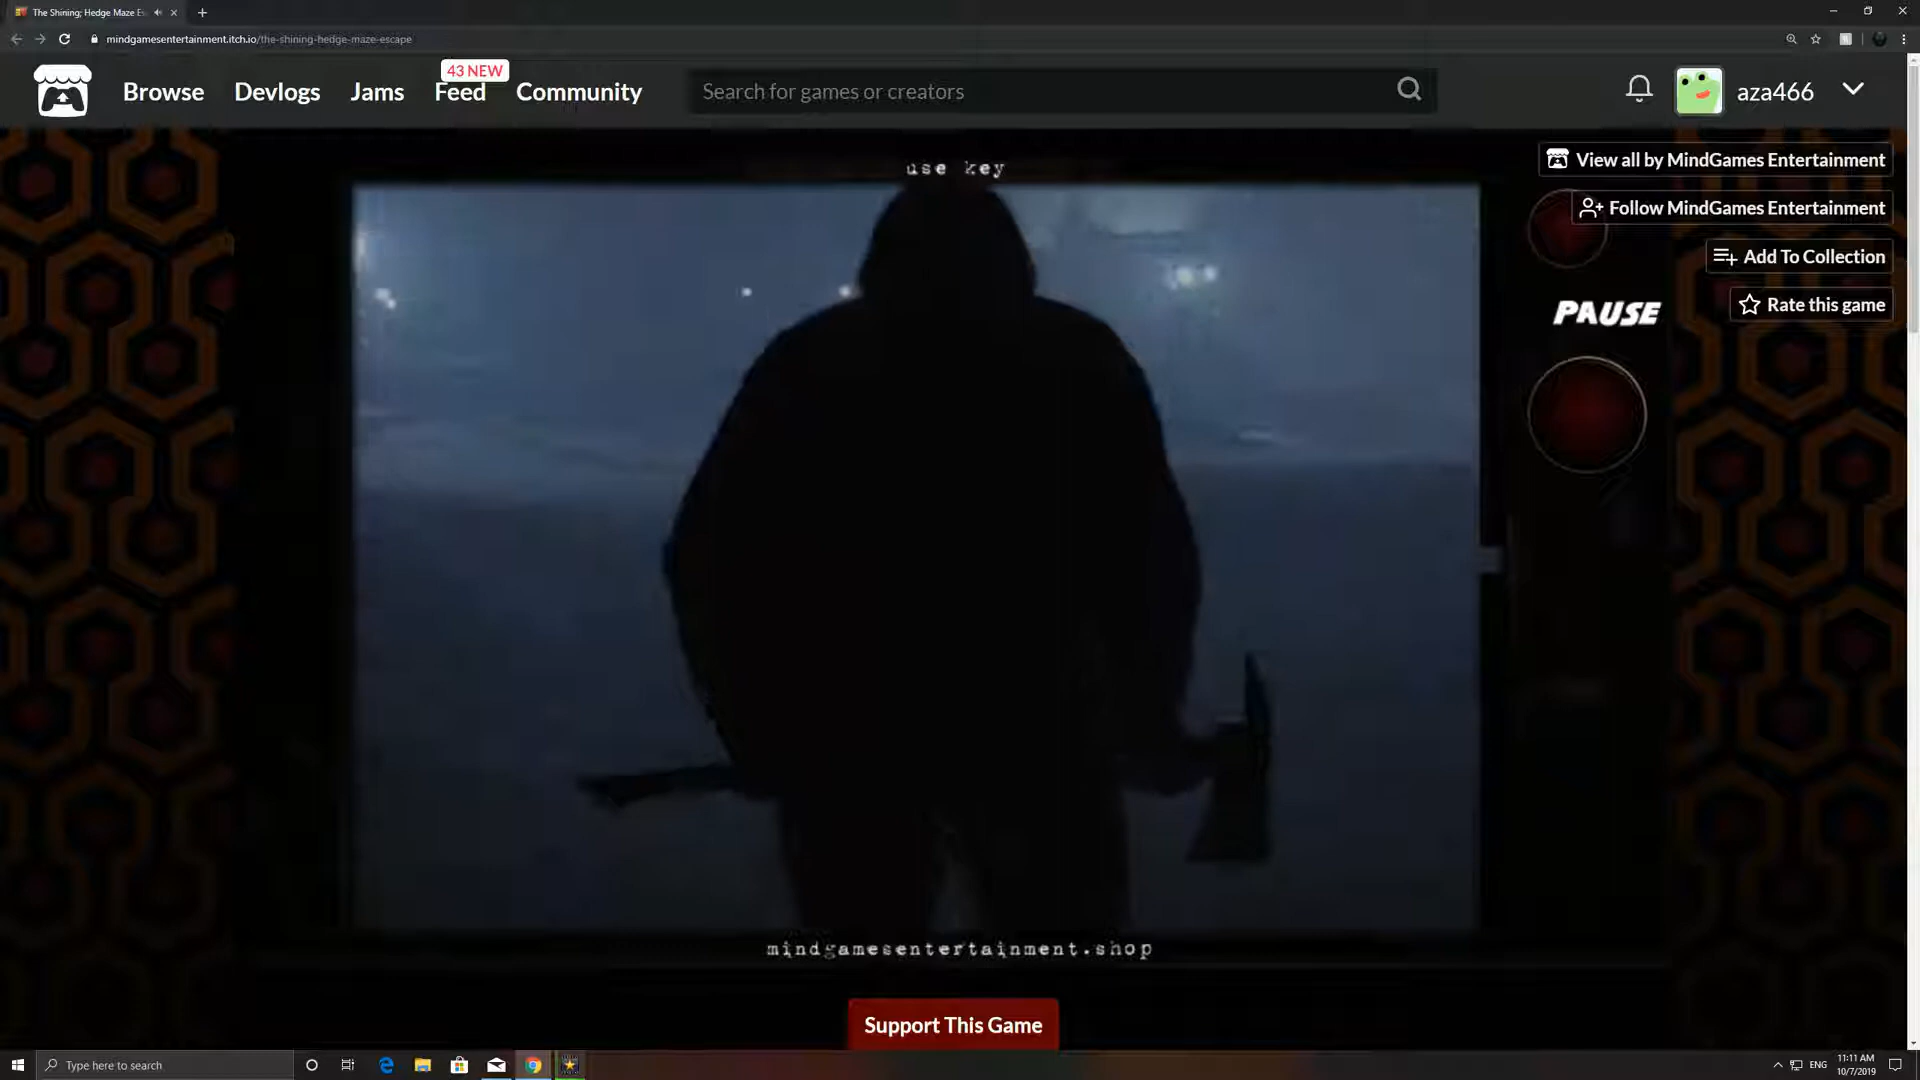 The Shining; Hedge Maze E
mindgamesentertainment.itch.io/the-shining-hedge-maze-escape
43 NEW
Browse Devlogs Jams Feed Community Search for games or creators aza466
use key
View all by MindGames Entertainment
Follow MindGames Entertainment
Add To Collection
PAUSE
Rate this game
mindgamesentertainment.shop
Support This Game
Type here to search
ENG
11:11 AM
10/7/2019